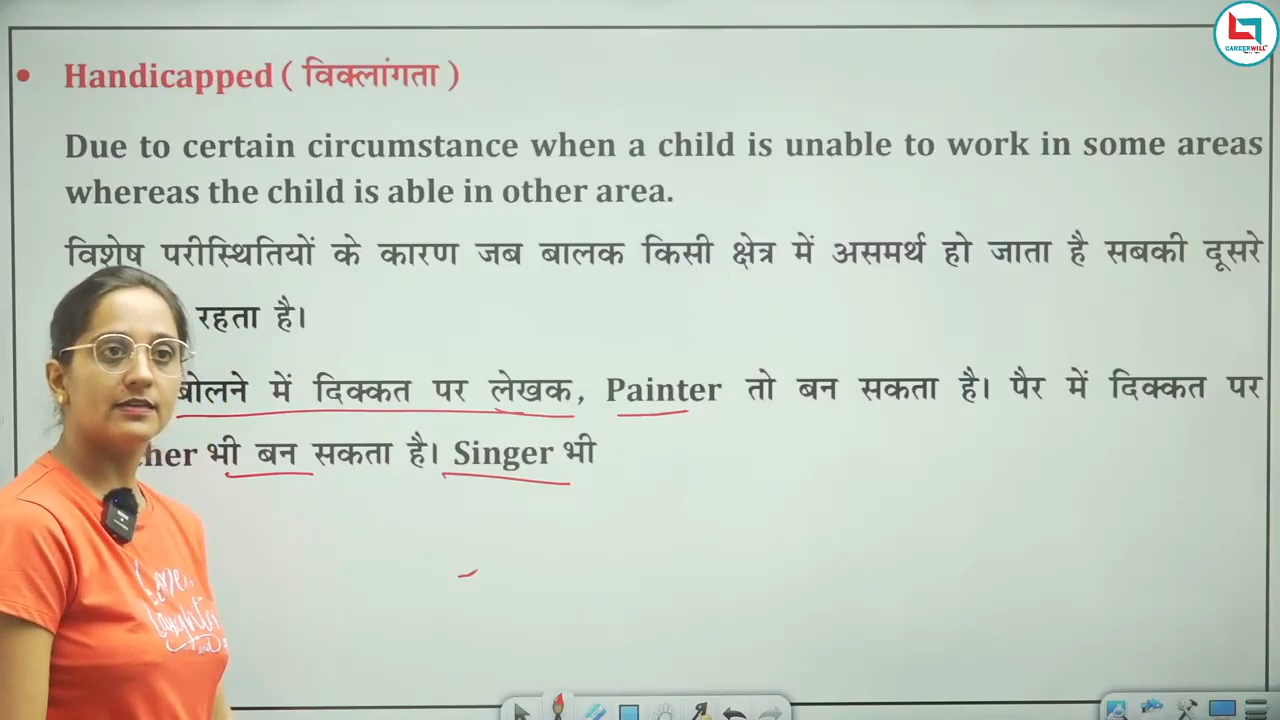 CAREERWILL
• Handicapped ( विक्लांगता )
Due to certain circumstance when a child is unable to work in some areas
whereas the child is able in other area.
विशेष परीस्थितियों के कारण जब बालक किसी क्षेत्र में असमर्थ हो जाता है सबकी दूसरे
रहता है।
बोलने में दिक्कत पर लेखक, Painter तो बन सकता है। पैर में दिक्कत पर
भी बन सकता है। Singer भी